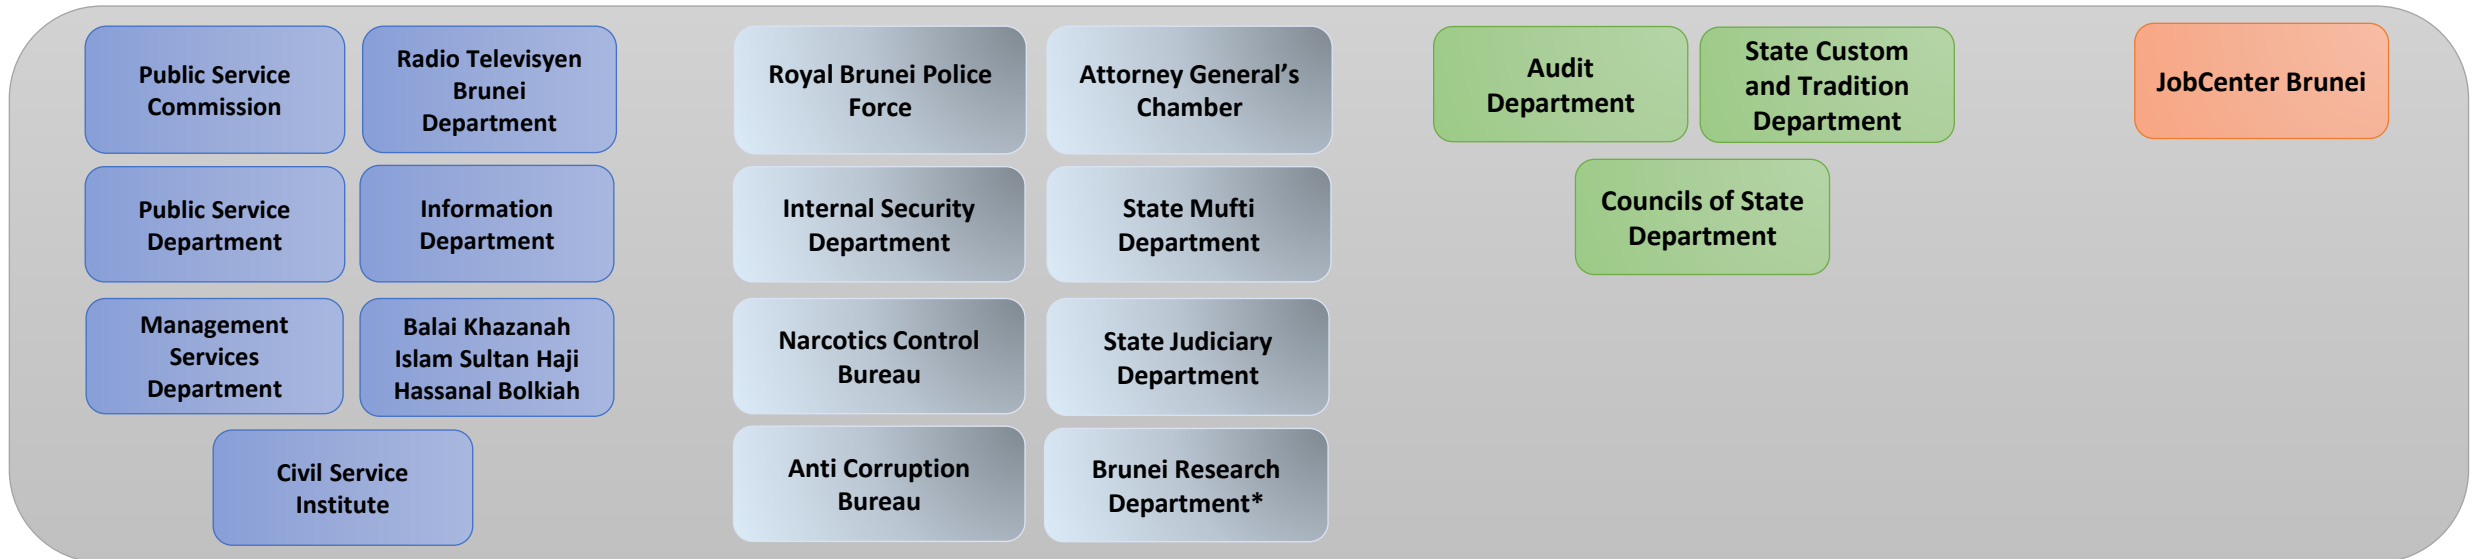 Public Service
Commission
Radio Televisyen
Brunei
Department
Public Service
Department
Information
Department
Management
Services
Department
Balai Khazanah
Islam Sultan Haji
Hassanal Bolkiah
Civil Service
Institute
Royal Brunei Police
Force
Attorney General’s
Chamber
Internal Security
Department
State Mufti
Department
Narcotics Control
Bureau
State Judiciary
Department
Anti Corruption
Bureau
Brunei Research
Department*
Audit
Department
State Custom
and Tradition
Department
Councils of State
Department
JobCenter Brunei